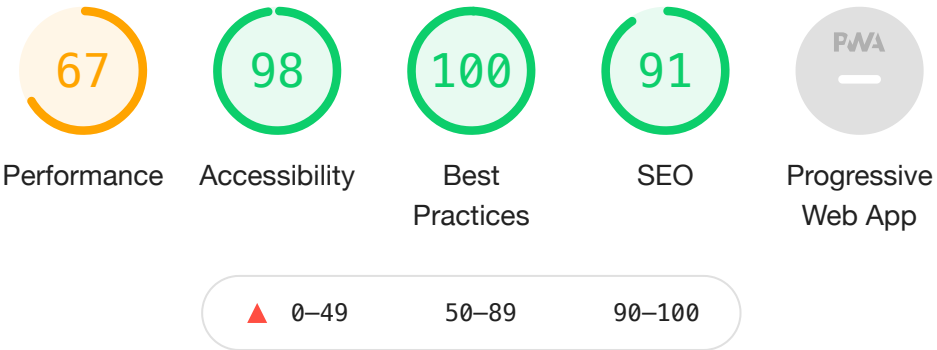 67 98 100 91 PWA
Performance Accessibility Best SEO Progressive
Practices Web App
0–49 50–89 90–100